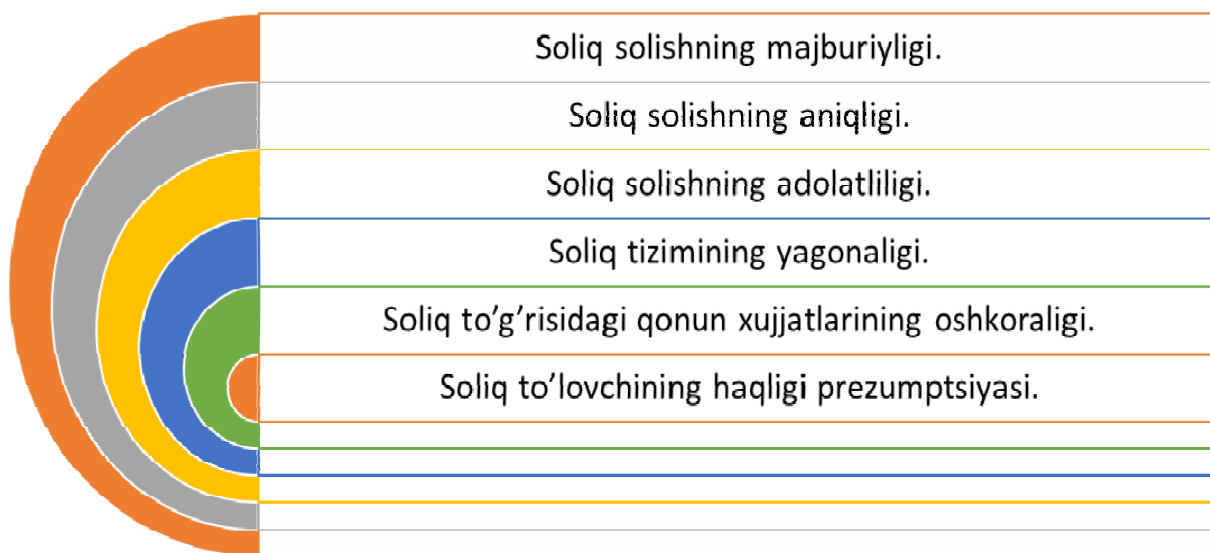 Soliq solishning majburiyligi.
Soliq solishning aniqligi.
Soliq solishning adolatliligi.
Soliq tizimining yagonaligi.
Soliq to’g’risidagi qonun xujjatlarining oshkoraligi.
Soliq to’lovchining haqligi prezumptsiyasi.